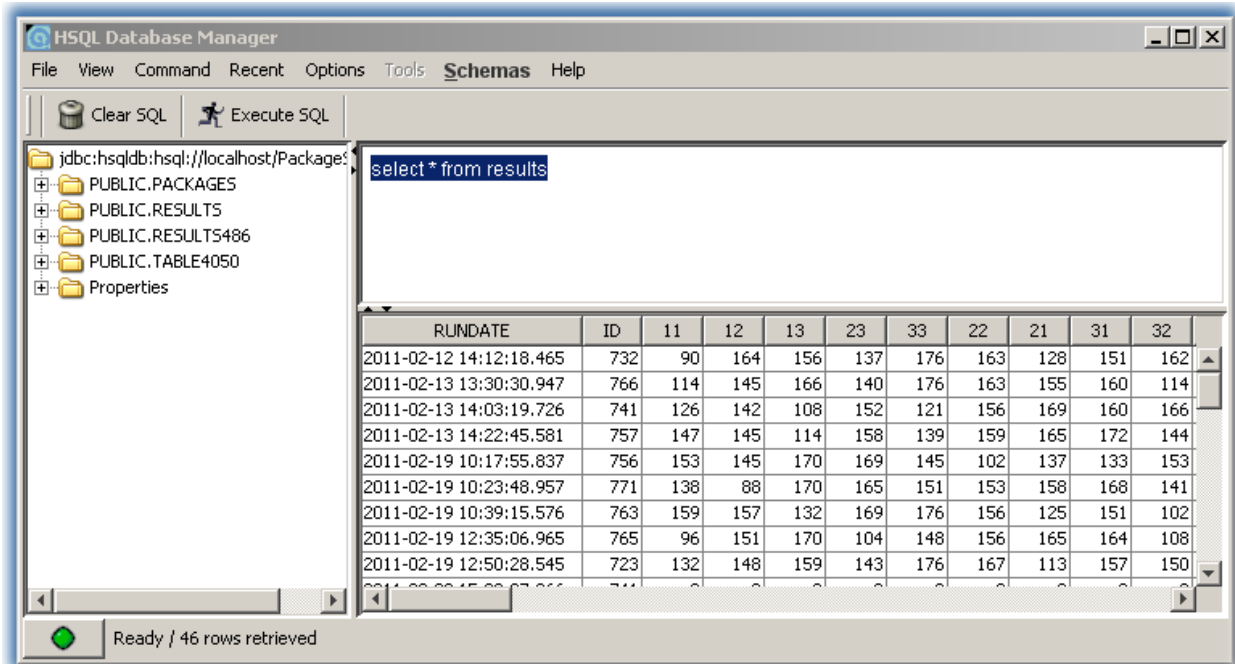 HSQL Database Manager
File View Command Recent Options Tools Schemas Help
Clear SQL Execute SQL
jdbc:hsqldb:hsql://localhost/Package
PUBLIC.PACKAGES
PUBLIC.RESULTS
PUBLIC.RESULTS486
PUBLIC.TABLE4050
Properties
select * from results
RUNDATE ID 11 12 13 23 33 22 21 31 32
2011-02-12 14:12:18.465 732 90 164 156 137 176 163 128 151 162
2011-02-13 13:30:30.947 766 114 145 166 140 176 163 155 160 114
2011-02-13 14:03:19.726 741 126 142 108 152 121 156 169 160 166
2011-02-13 14:22:45.581 757 147 145 114 158 139 159 165 172 144
2011-02-19 10:17:55.837 756 153 145 170 169 145 102 137 133 153
2011-02-19 10:23:48.957 771 138 88 170 165 151 153 158 168 141
2011-02-19 10:39:15.576 763 159 157 132 169 176 156 125 151 102
2011-02-19 12:35:06.965 765 96 151 170 104 148 156 165 164 108
2011-02-19 12:50:28.545 723 132 148 159 143 176 167 113 157 150
Ready / 46 rows retrieved